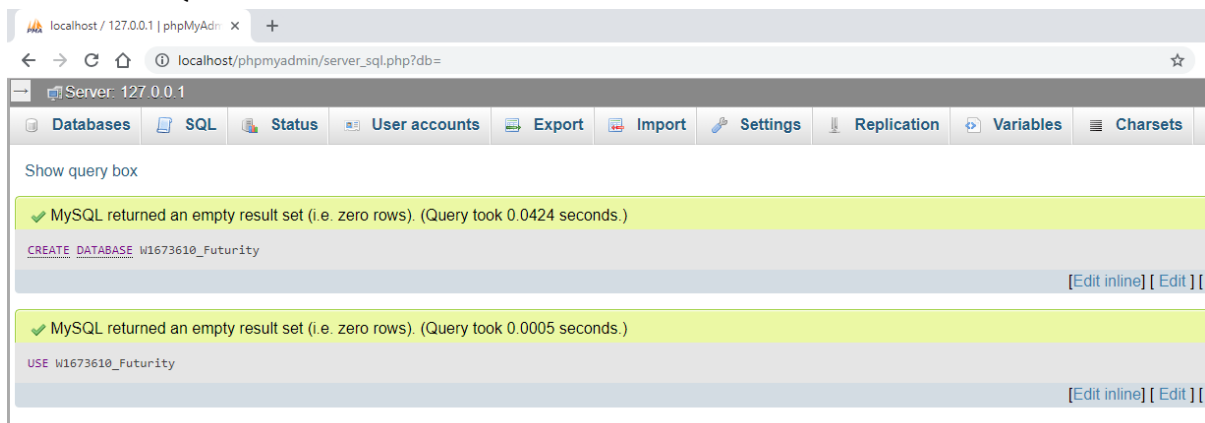 localhost / 127.0.0.1 | phpMyAdm
localhost/phpmyadmin/server_sql.php?db=
Server: 127.0.0.1
Databases SQL Status User accounts Export Import Settings Replication Variables Charsets
Show query box
MySQL returned an empty result set (i.e. zero rows). (Query took 0.0424 seconds.)
CREATE DATABASE W1673610_Futurity
[Edit inline] [ Edit ] [
MySQL returned an empty result set (i.e. zero rows). (Query took 0.0005 seconds.)
USE W1673610_Futurity
[Edit inline] [ Edit ] [